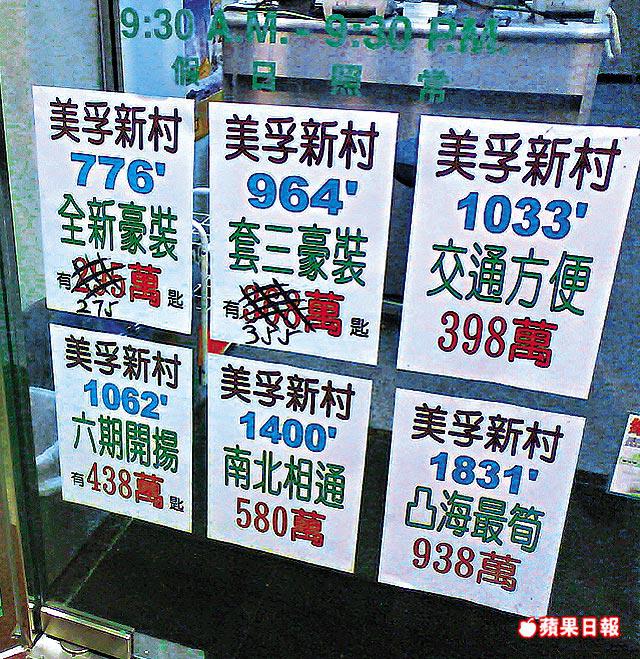 9:30 A.M. - 9:30 P.M.
假日照常
美孚新村
776'
全新豪裝
有 萬 匙
275
美孚新村
964'
套三豪裝
有 萬 匙
355
美孚新村
1033'
交通方便
398萬
美孚新村
1062'
六期開揚
有 438萬 匙
美孚新村
1400'
南北相通
580萬
美孚新村
1831'
凸海最筍
938萬
蘋果日報